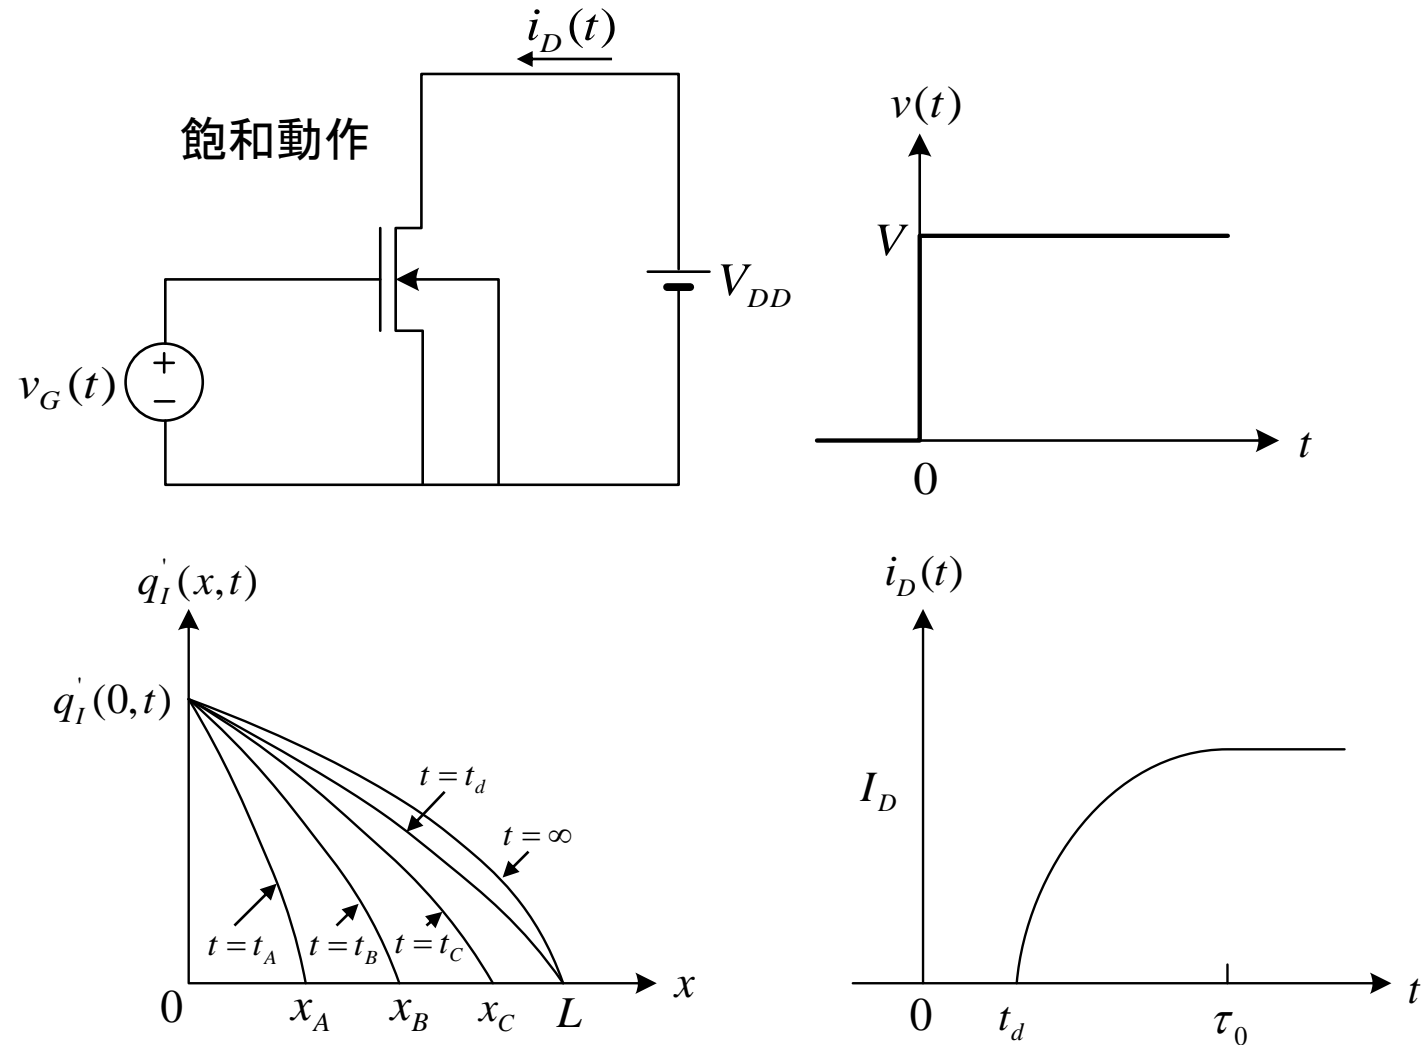 i_D(t)
飽和動作
V_DD
v_G(t)
+
−
v(t)
V
0
t
q'_I(x,t)
q'_I(0,t)
t = t_d
t = ∞
t = t_A
t = t_B
t = t_C
0
x_A
x_B
x_C
L
x
i_D(t)
I_D
0
t_d
τ_0
t